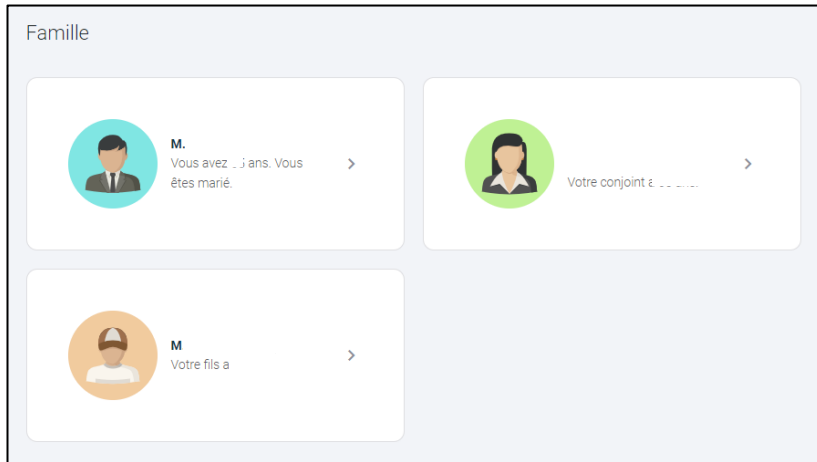 Famille
M.
Vous avez ans. Vous
êtes marié.
Votre conjoint a
M
Votre fils a